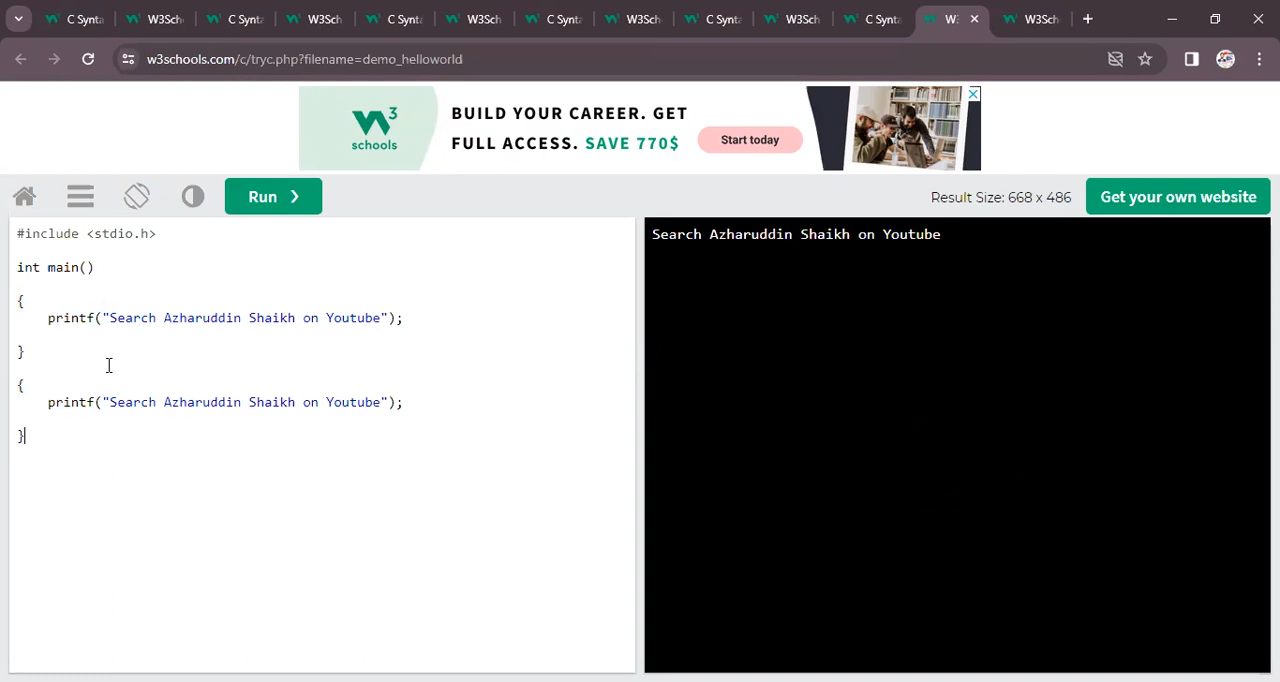 C Synta W3Scho C Synta W3Sch C Synta W3Sch C Synta W3Scho C Synta W3Sch C Synta W3 W3Sch
w3schools.com/c/tryc.php?filename=demo_helloworld
W3 schools
BUILD YOUR CAREER. GET
FULL ACCESS. SAVE 770$
Start today
Run ❯
Result Size: 668 x 486
Get your own website
#include <stdio.h>
int main()
{
printf("Search Azharuddin Shaikh on Youtube");
}
{
printf("Search Azharuddin Shaikh on Youtube");
}
Search Azharuddin Shaikh on Youtube